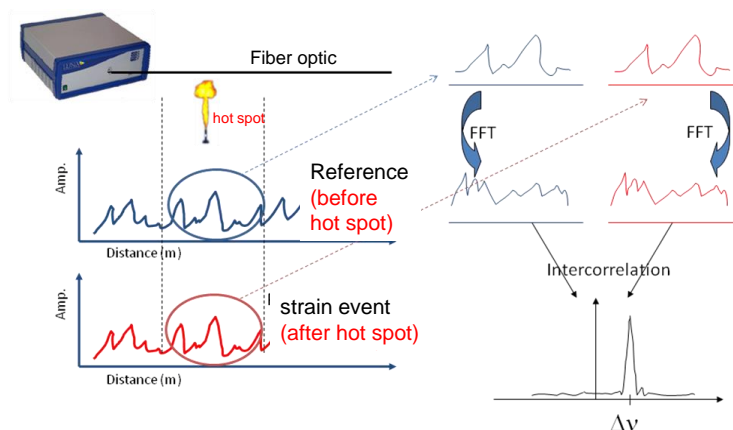 LUNA
Fiber optic
hot spot
Amp.
Reference
(before
hot spot)
Distance (m)
Amp.
strain event
(after hot spot)
Distance (m)
FFT
FFT
Intercorrelation
Δν